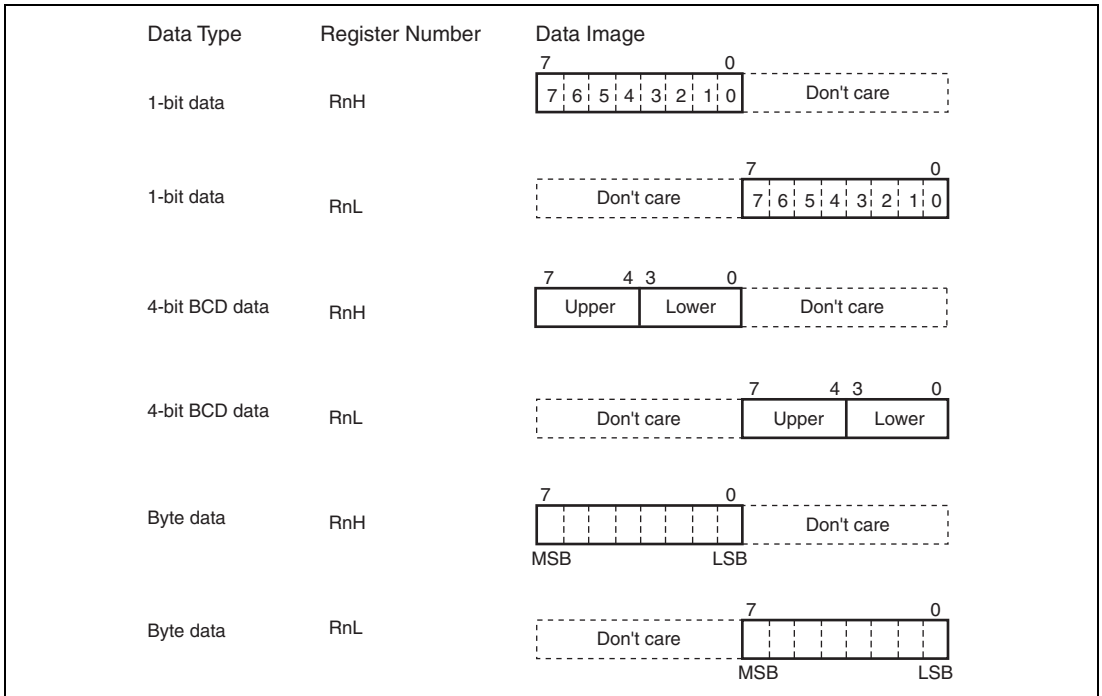 Data Type Register Number Data Image
7 0
1-bit data RnH 7 6 5 4 3 2 1 0 Don't care
7 0
1-bit data RnL Don't care 7 6 5 4 3 2 1 0
7 4 3 0
4-bit BCD data RnH Upper Lower Don't care
7 4 3 0
4-bit BCD data RnL Don't care Upper Lower
7 0
Byte data RnH Don't care
MSB LSB
7 0
Byte data RnL Don't care
MSB LSB